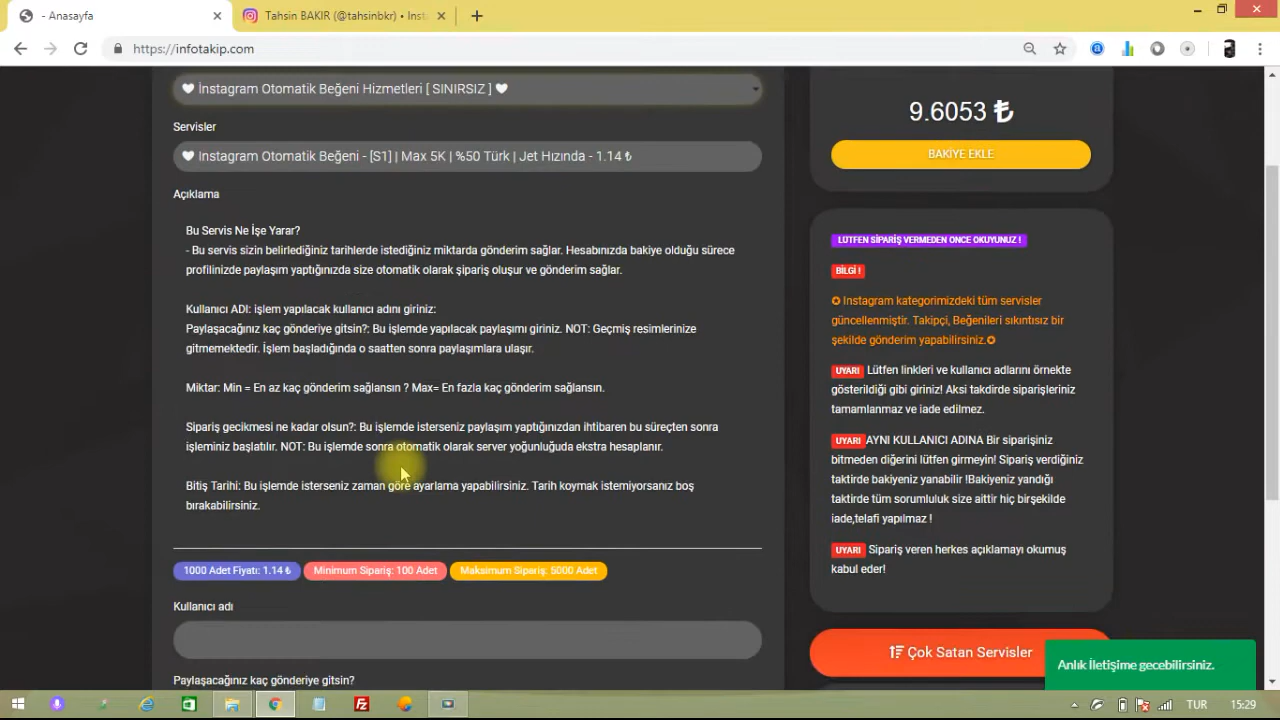 - Anasayfa
Tahsin BAKIR (@tahsinbkr) • Inst
https://infotakip.com
İnstagram Otomatik Beğeni Hizmetleri [ SINIRSIZ ]
Servisler
Instagram Otomatik Beğeni - [S1] | Max 5K | %50 Türk | Jet Hızında - 1.14 ₺
Açıklama
Bu Servis Ne İşe Yarar?
- Bu servis sizin belirlediğiniz tarihlerde istediğiniz miktarda gönderim sağlar. Hesabınızda bakiye olduğu sürece
profilinizde paylaşım yaptığınızda size otomatik olarak şipariş oluşur ve gönderim sağlar.
Kullanıcı ADI: işlem yapılacak kullanıcı adını giriniz:
Paylaşacağınız kaç gönderiye gitsin?: Bu işlemde yapılacak paylaşımı giriniz. NOT: Geçmiş resimlerinize
gitmemektedir. İşlem başladığında o saatten sonra paylaşımlara ulaşır.
Miktar: Min = En az kaç gönderim sağlansın ? Max= En fazla kaç gönderim sağlansın.
Sipariş gecikmesi ne kadar olsun?: Bu işlemde isterseniz paylaşım yaptığınızdan ihtibaren bu süreçten sonra
işleminiz başlatılır. NOT: Bu işlemde sonra otomatik olarak server yoğunluğuda ekstra hesaplanır.
Bitiş Tarihi: Bu işlemde isterseniz zaman göre ayarlama yapabilirsiniz. Tarih koymak istemiyorsanız boş
bırakabilirsiniz.
1000 Adet Fiyatı: 1.14 ₺
Minimum Sipariş: 100 Adet
Maksimum Sipariş: 5000 Adet
Kullanıcı adı
Paylaşacağınız kaç gönderiye gitsin?
9.6053 ₺
BAKİYE EKLE
LÜTFEN SİPARİŞ VERMEDEN ÖNCE OKUYUNUZ !
BİLGİ !
✪ Instagram kategorimizdeki tüm servisler
güncellenmiştir. Takipçi, Beğenileri sıkıntısız bir
şekilde gönderim yapabilirsiniz.✪
UYARI Lütfen linkleri ve kullanıcı adlarını örnekte
gösterildiği gibi giriniz! Aksi takdirde siparişleriniz
tamamlanmaz ve iade edilmez.
UYARI AYNI KULLANICI ADINA Bir siparişiniz
bitmeden diğerini lütfen girmeyin! Sipariş verdiğiniz
taktirde bakiyeniz yanabilir !Bakiyeniz yandığı
taktirde tüm sorumluluk size aittir hiç birşekilde
iade,telafi yapılmaz !
UYARI Sipariş veren herkes açıklamayı okumuş
kabul eder!
Çok Satan Servisler
Anlık İletişime gecebilirsiniz.
TUR
15:29